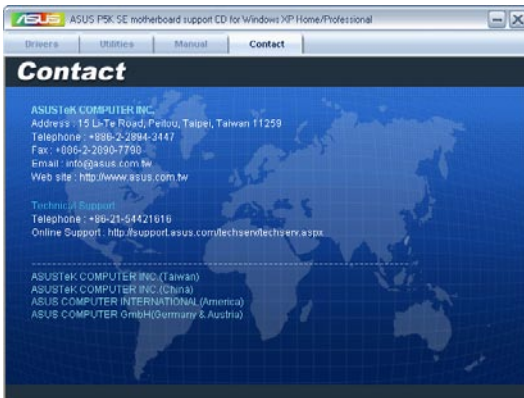 ASUS ASUS P5K SE motherboard support CD for Windows XP Home/Professional
Drivers Utilities Manual Contact
Contact
ASUSTeK COMPUTER INC.
Address : 15 Li-Te Road, Peitou, Taipei, Taiwan 11259
Telephone : +886-2-2894-3447
Fax : +886-2-2890-7798
Email : info@asus.com.tw
Web site : http://www.asus.com.tw
Technical Support
Telephone : +86-21-54421616
Online Support : http://support.asus.com/techserv/techserv.aspx
ASUSTeK COMPUTER INC.(Taiwan)
ASUSTeK COMPUTER INC.(China)
ASUS COMPUTER INTERNATIONAL(America)
ASUS COMPUTER GmbH(Germany & Austria)